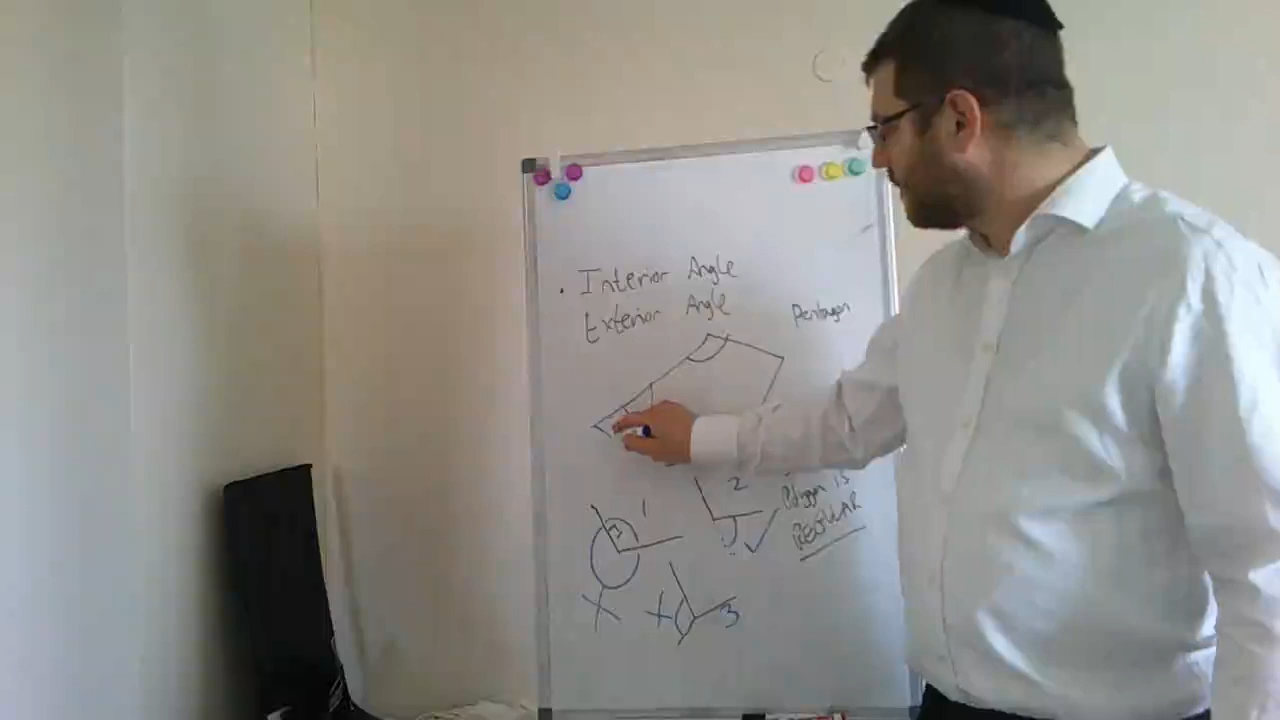 . Interior Angle
Exterior Angle
Pentagon
1
2
Polygon is
REGULAR
3